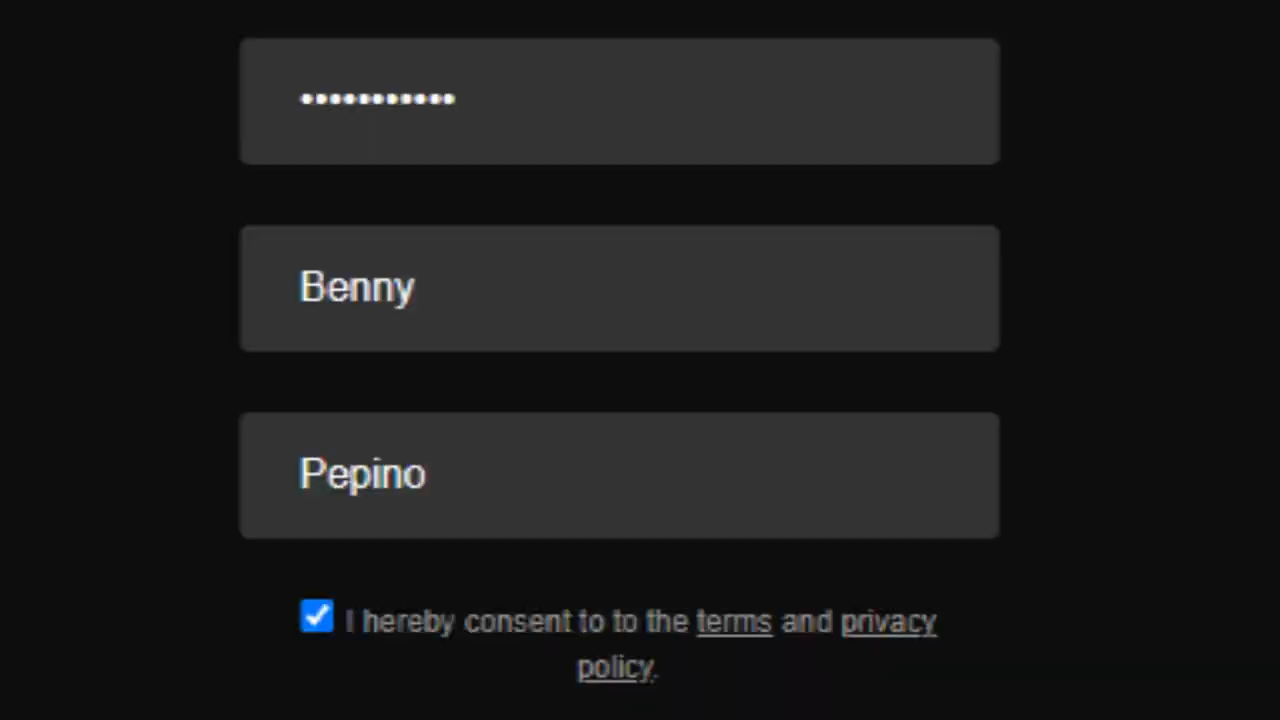 •••••••••••
Benny
Pepino
I hereby consent to to the terms and privacy
policy.